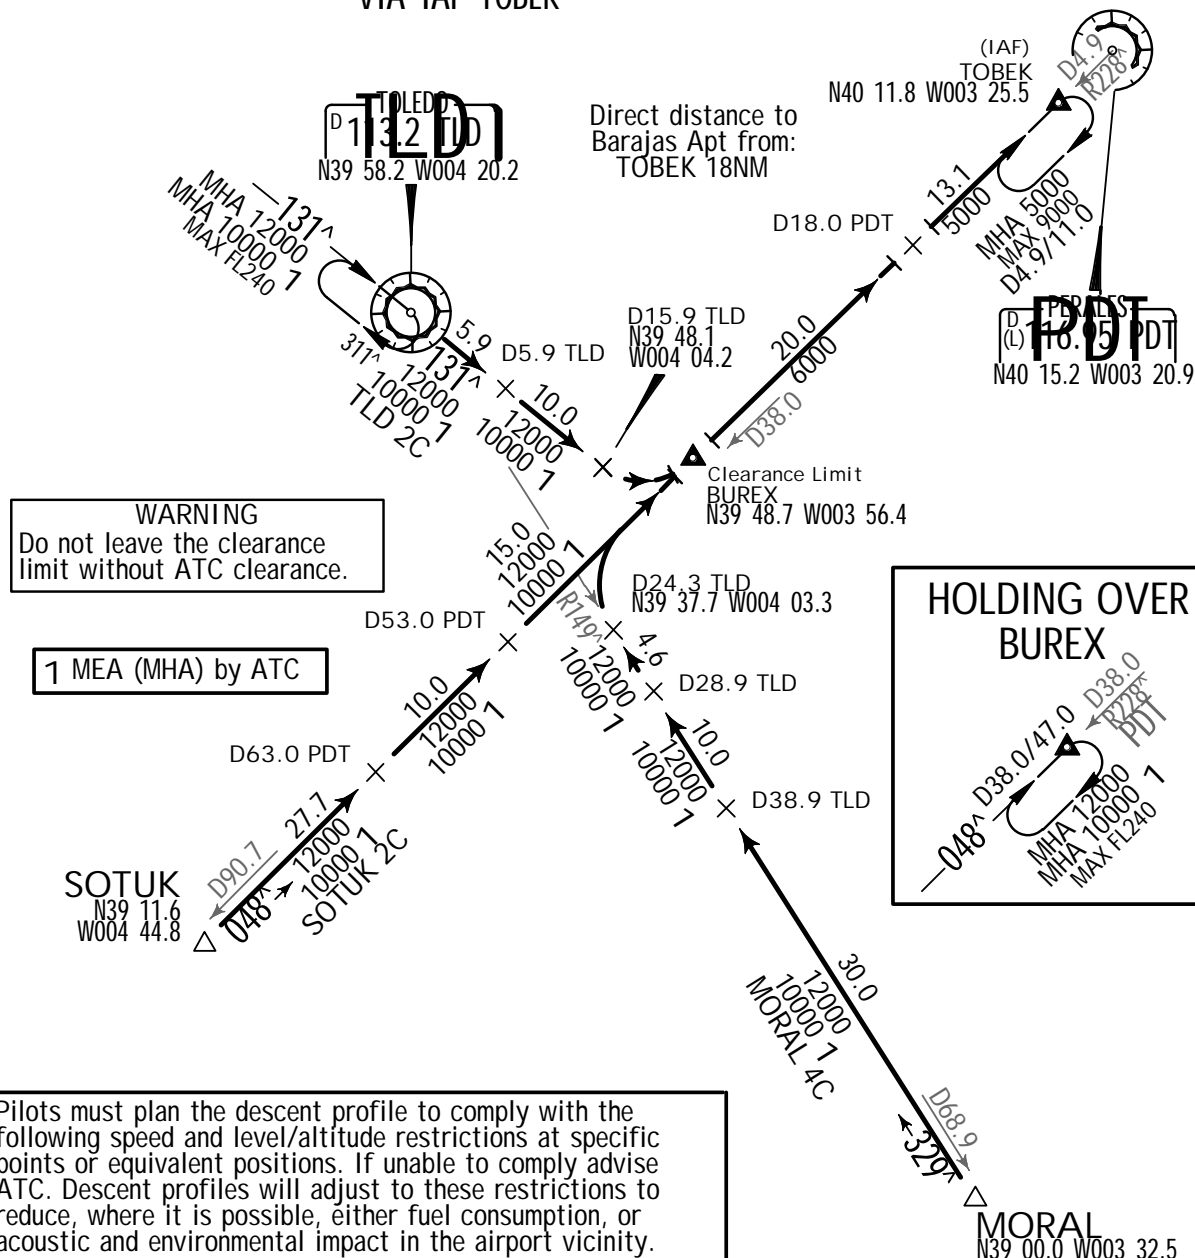 VIA IAF TOBEK
(IAF)
TOBEK
N40 11.8 W003 25.5
D4.9
R228^
TOLEDO
D 113.2 TLD
TLD
N39 58.2 W004 20.2
Direct distance to
Barajas Apt from:
TOBEK 18NM
13.1
5000
MHA 5000
MAX 9000
D4.9/11.0
D18.0 PDT
131^
MHA 12000
MHA 10000 1
MAX FL240
PERALES
D (L) 116.95 PDT
PDT
N40 15.2 W003 20.9
D15.9 TLD
N39 48.1
W004 04.2
20.0
6000
D38.0
5.9
D5.9 TLD
311^
131^
12000
10000 1
TLD 2C
10.0
12000
10000 1
Clearance Limit
BUREX
N39 48.7 W003 56.4
WARNING
Do not leave the clearance
limit without ATC clearance.
15.0
12000
10000 1
R149^
D24.3 TLD
N39 37.7 W004 03.3
D53.0 PDT
4.6
12000
10000 1
1 MEA (MHA) by ATC
D28.9 TLD
10.0
12000
10000 1
D63.0 PDT
10.0
12000
10000 1
D38.9 TLD
HOLDING OVER
BUREX
D38.0
R228^
PDT
D38.0/47.0
048^
MHA 12000
MHA 10000 1
MAX FL240
SOTUK
N39 11.6
W004 44.8
D90.7
27.7
048^
12000
10000 1
SOTUK 2C
30.0
12000
10000 1
MORAL 4C
D68.9
329^
MORAL
N39 00.0 W003 32.5
Pilots must plan the descent profile to comply with the
following speed and level/altitude restrictions at specific
points or equivalent positions. If unable to comply advise
ATC. Descent profiles will adjust to these restrictions to
reduce, where it is possible, either fuel consumption, or
acoustic and environmental impact in the airport vicinity.